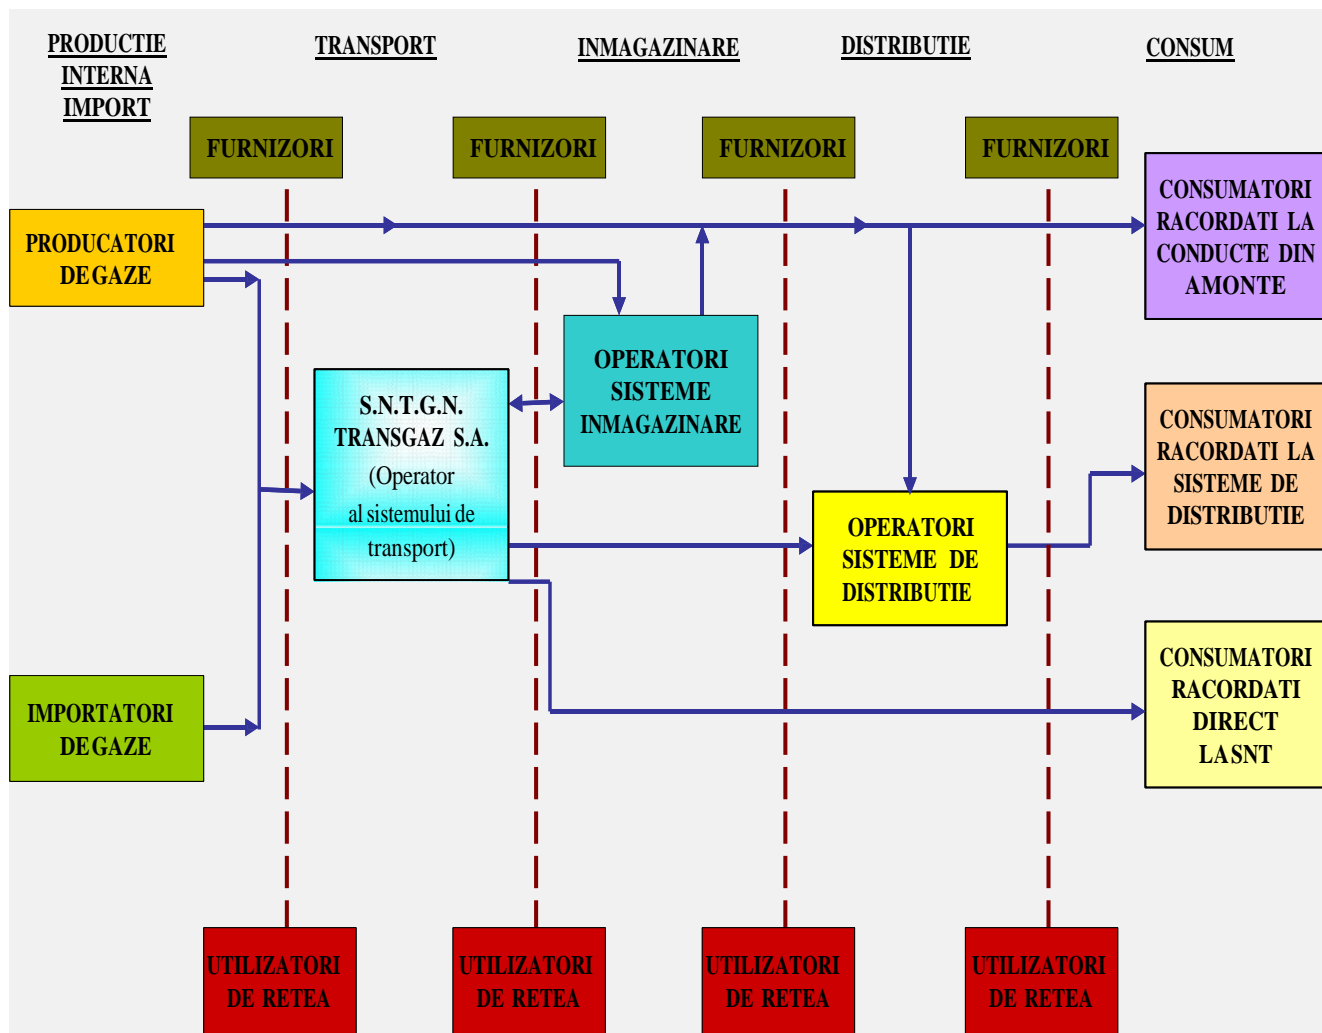 PRODUCTIE
INTERNA
IMPORT
TRANSPORT
INMAGAZINARE
DISTRIBUTIE
CONSUM
FURNIZORI
FURNIZORI
FURNIZORI
FURNIZORI
PRODUCATORI
DE GAZE
CONSUMATORI
RACORDATI LA
CONDUCTE DIN
AMONTE
OPERATORI
SISTEME
INMAGAZINARE
S.N.T.G.N.
TRANSGAZ S.A.
(Operator
al sistemului de
transport)
CONSUMATORI
RACORDATI LA
SISTEME DE
DISTRIBUTIE
OPERATORI
SISTEME DE
DISTRIBUTIE
IMPORTATORI
DE GAZE
CONSUMATORI
RACORDATI
DIRECT
LA SNT
UTILIZATORI
DE RETEA
UTILIZATORI
DE RETEA
UTILIZATORI
DE RETEA
UTILIZATORI
DE RETEA